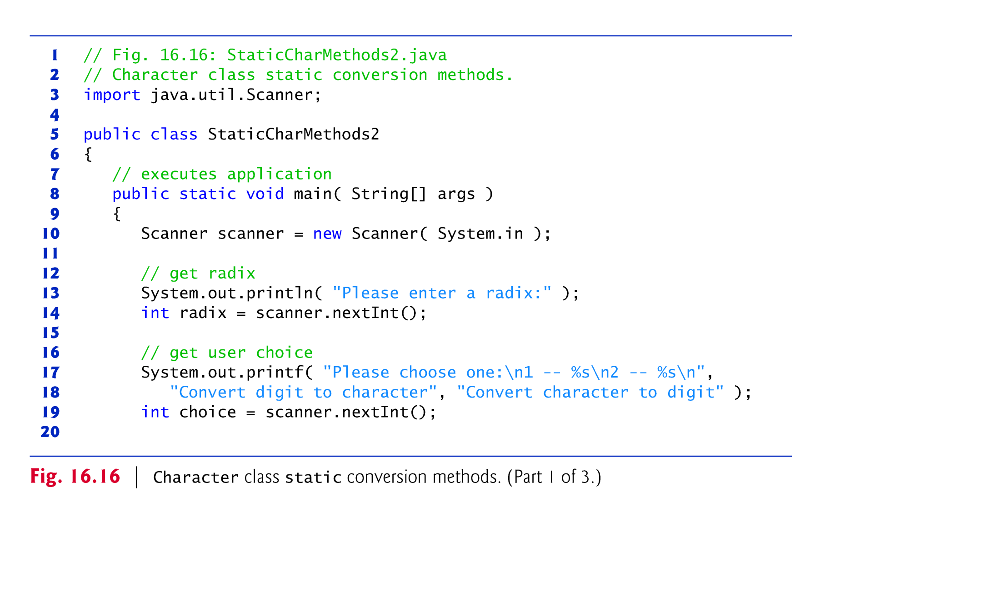 1 // Fig. 16.16: StaticCharMethods2.java
2 // Character class static conversion methods.
3 import java.util.Scanner;
4
5 public class StaticCharMethods2
6 {
7    // executes application
8    public static void main( String[] args )
9    {
10       Scanner scanner = new Scanner( System.in );
11
12       // get radix
13       System.out.println( "Please enter a radix:" );
14       int radix = scanner.nextInt();
15
16       // get user choice
17       System.out.printf( "Please choose one:\n1 -- %s\n2 -- %s\n",
18          "Convert digit to character", "Convert character to digit" );
19       int choice = scanner.nextInt();
20
Fig. 16.16 | Character class static conversion methods. (Part 1 of 3.)